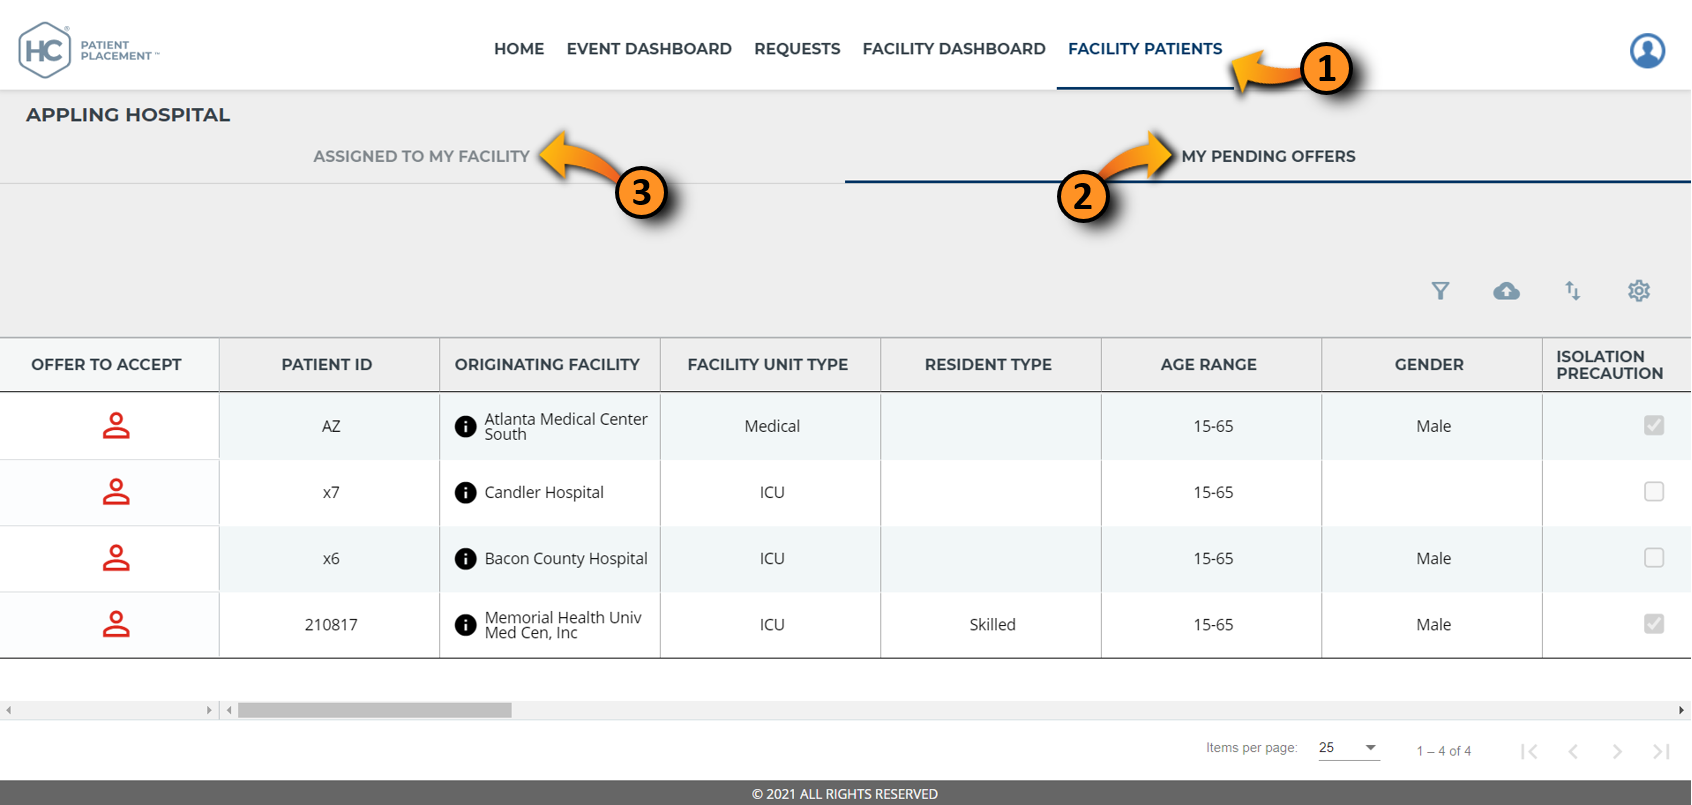 HC® PATIENT
PLACEMENT™
HOME EVENT DASHBOARD REQUESTS FACILITY DASHBOARD FACILITY PATIENTS
1
APPLING HOSPITAL
ASSIGNED TO MY FACILITY
3
2
MY PENDING OFFERS
OFFER TO ACCEPT PATIENT ID ORIGINATING FACILITY FACILITY UNIT TYPE RESIDENT TYPE AGE RANGE GENDER ISOLATION
PRECAUTION
AZ i Atlanta Medical Center
South Medical 15-65 Male
x7 i Candler Hospital ICU 15-65
x6 i Bacon County Hospital ICU 15-65 Male
210817 i Memorial Health Univ
Med Cen, Inc ICU Skilled 15-65 Male
Items per page: 25 1 – 4 of 4
© 2021 ALL RIGHTS RESERVED